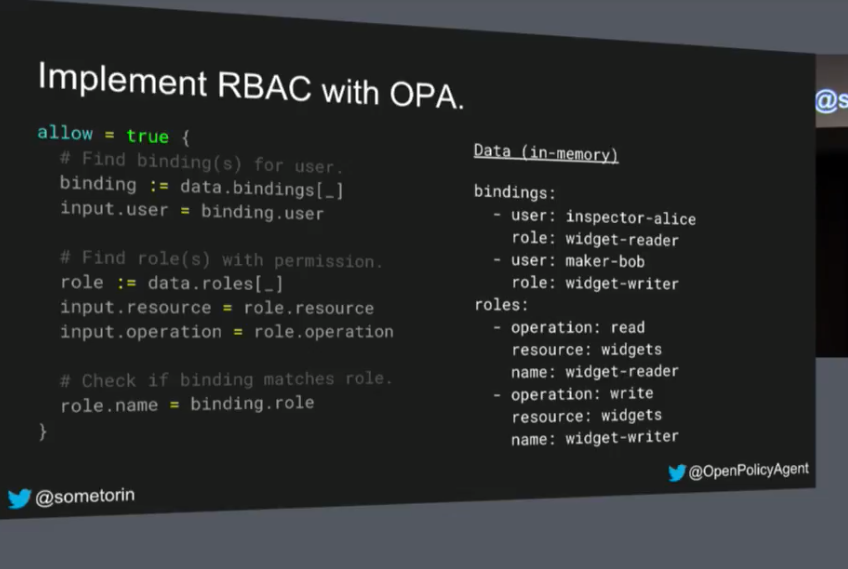 Implement RBAC with OPA.
allow = true {
# Find binding(s) for user.
binding := data.bindings[_]
input.user = binding.user
# Find role(s) with permission.
role := data.roles[_]
input.resource = role.resource
input.operation = role.operation
# Check if binding matches role.
role.name = binding.role
}
Data (in-memory)
bindings:
- user: inspector-alice
role: widget-reader
- user: maker-bob
role: widget-writer
roles:
- operation: read
resource: widgets
name: widget-reader
- operation: write
resource: widgets
name: widget-writer
@sometorin
@OpenPolicyAgent
@s